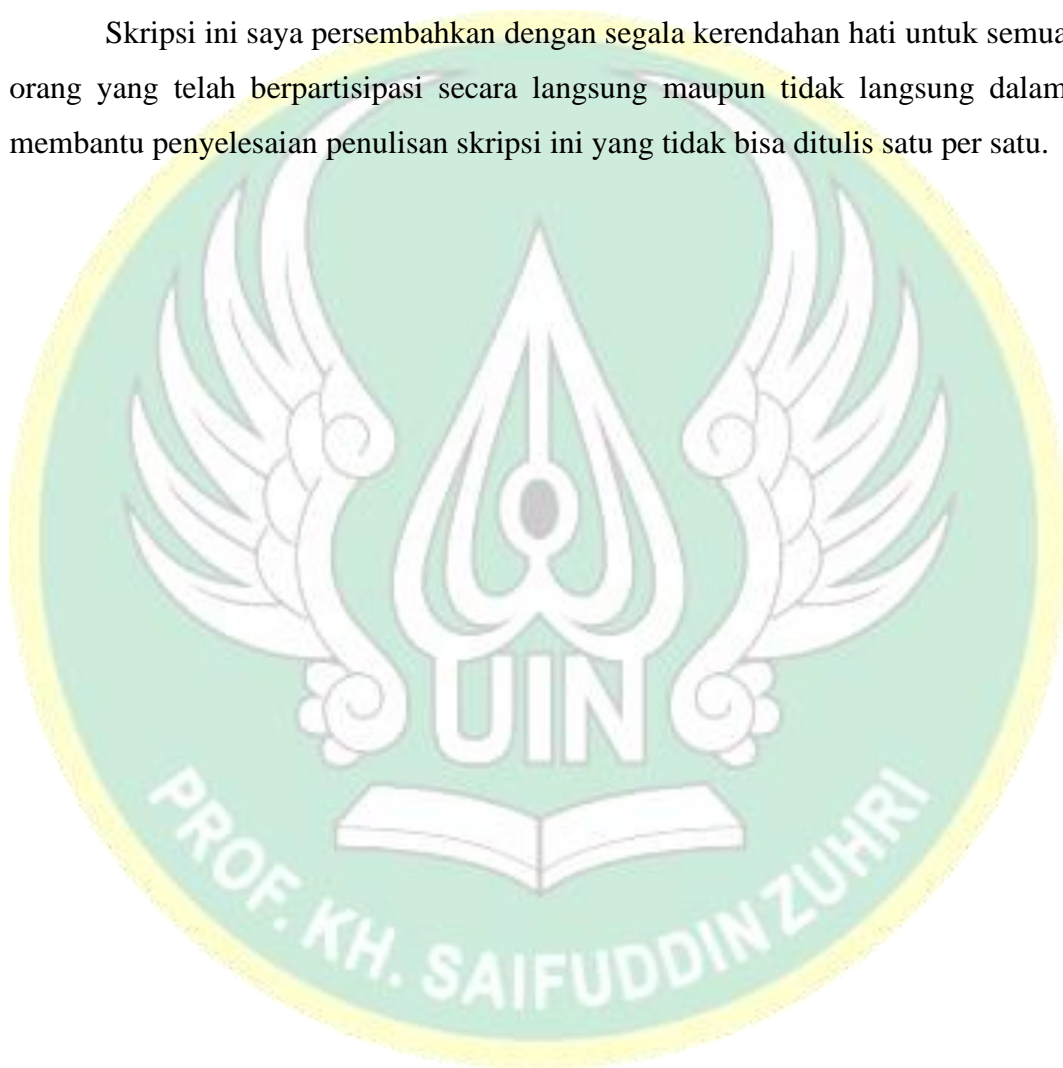 Skripsi ini saya persembahkan dengan segala kerendahan hati untuk semua
orang yang telah berpartisipasi secara langsung maupun tidak langsung dalam
membantu penyelesaian penulisan skripsi ini yang tidak bisa ditulis satu per satu.
UIN
PROF. KH. SAIFUDDIN ZUHRI